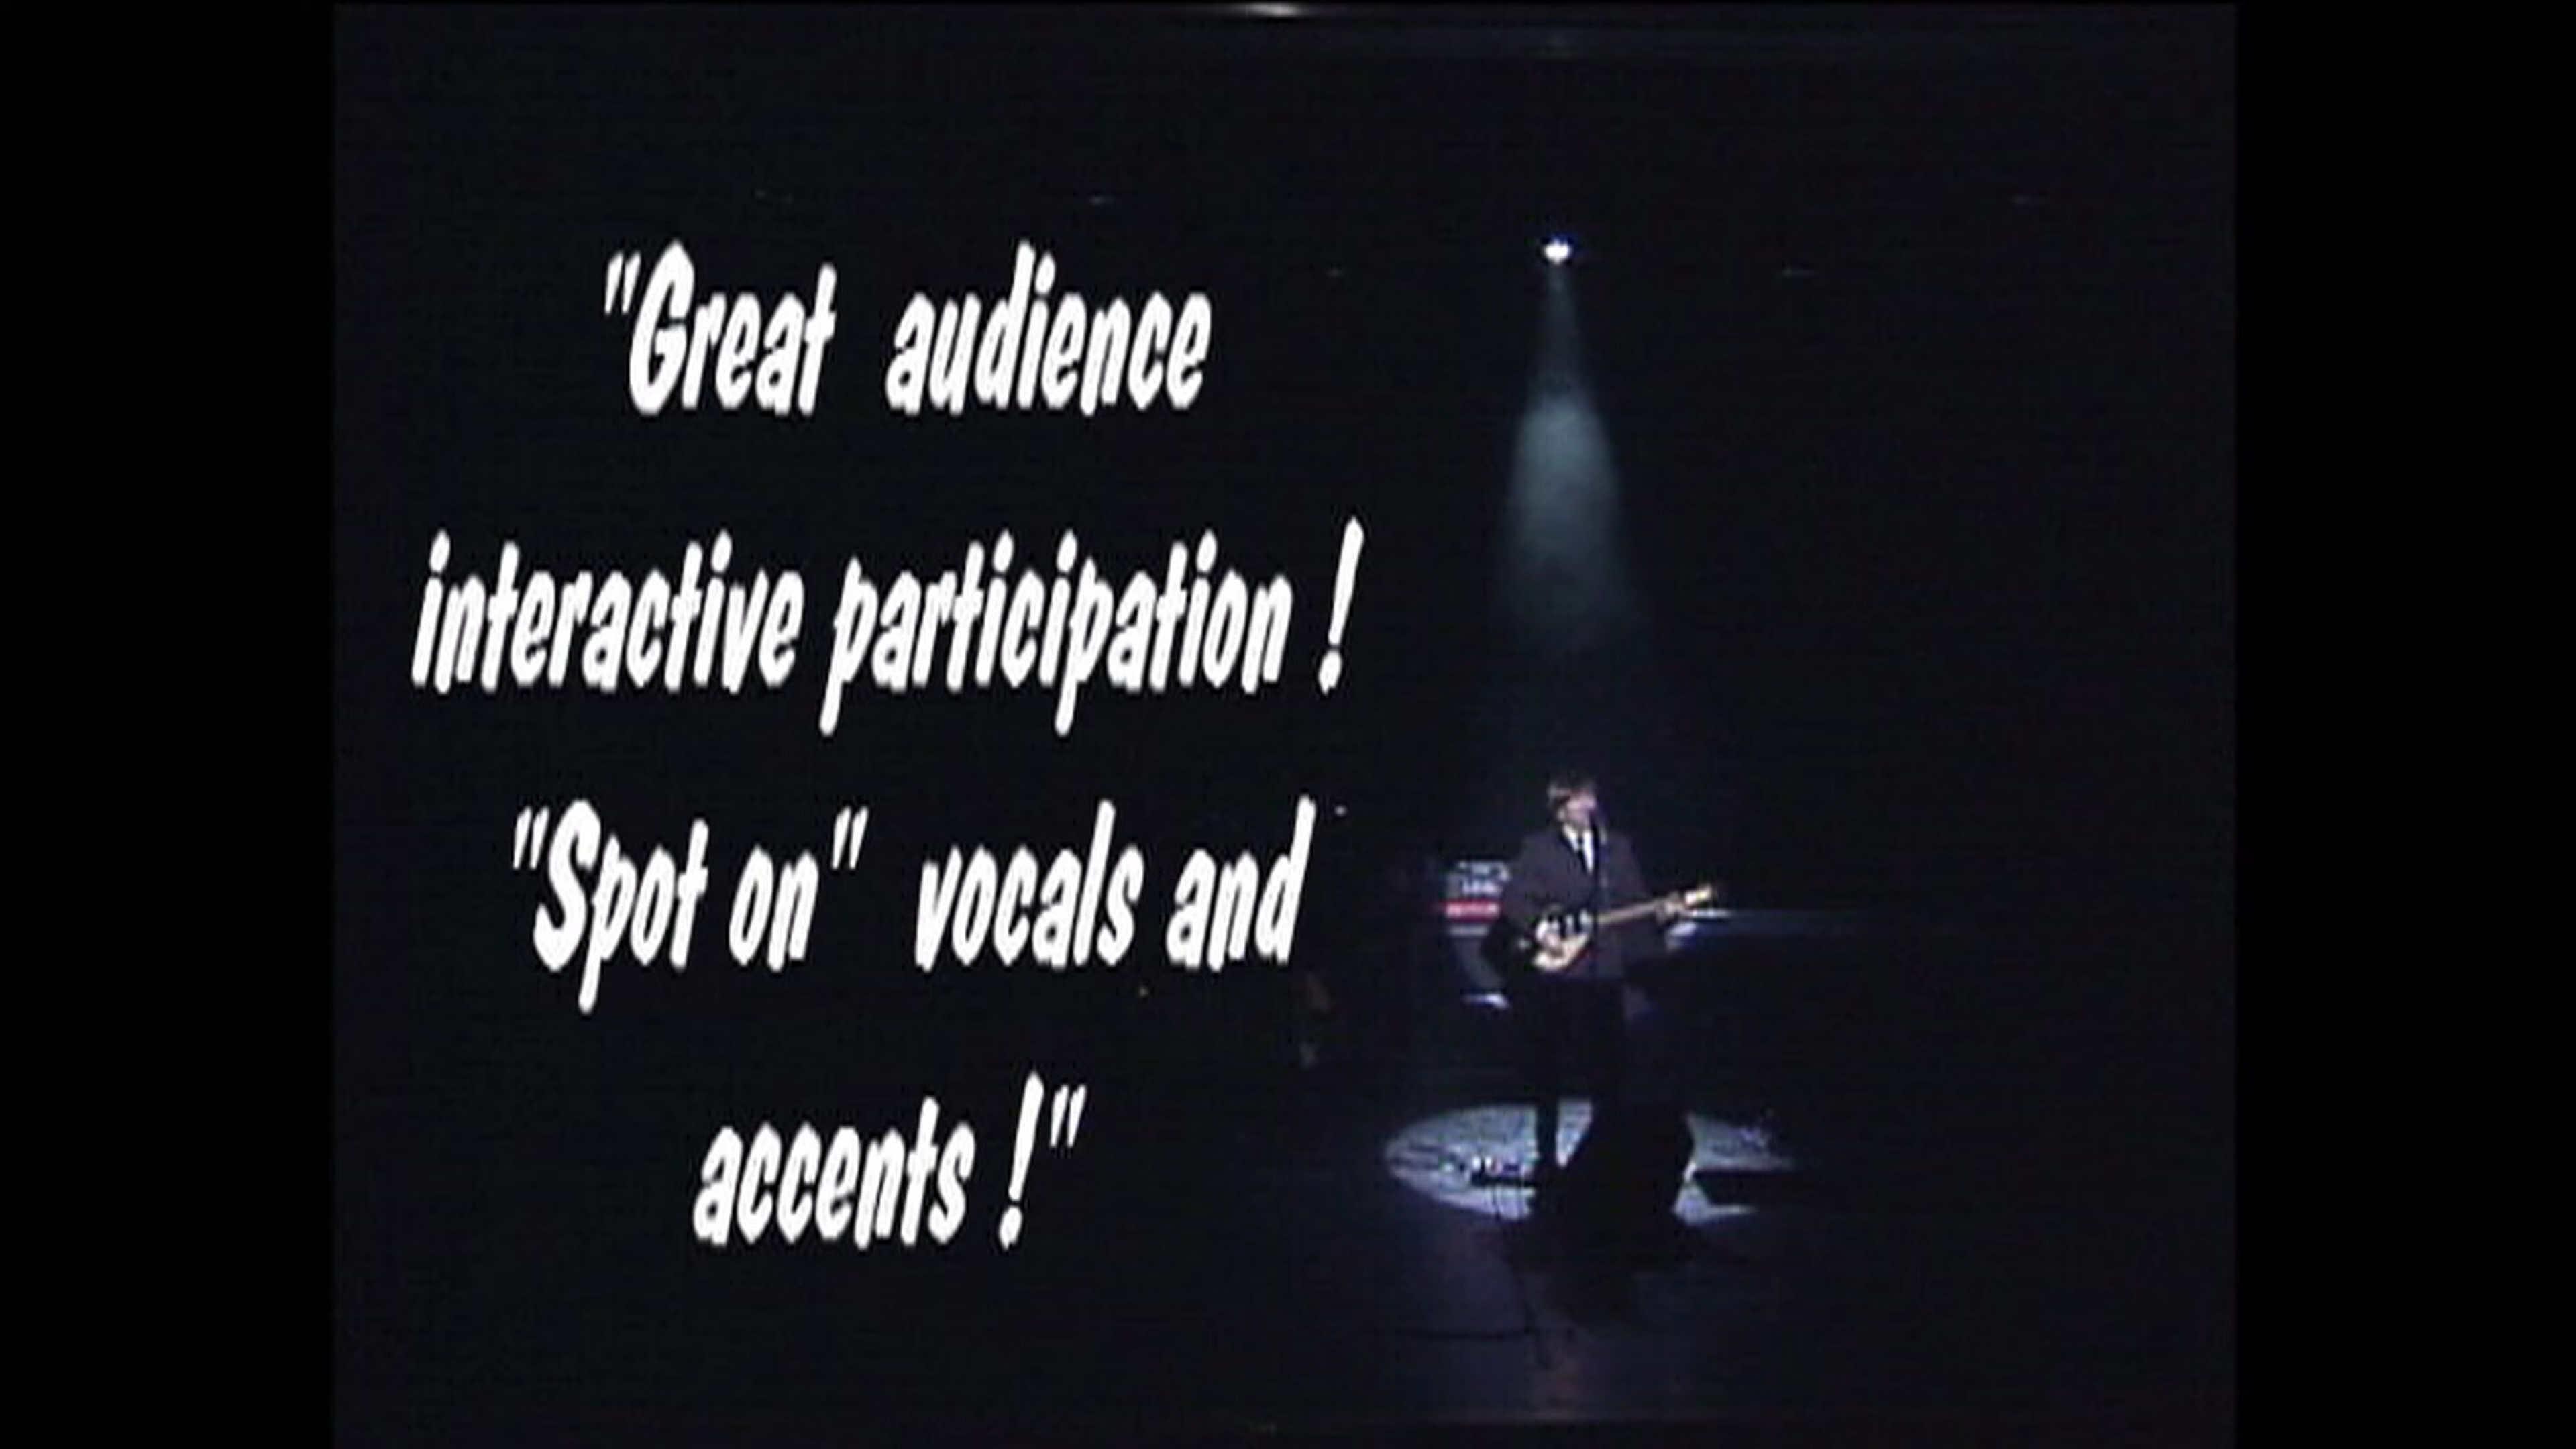 "Great audience
interactive participation !
"Spot on" vocals and
accents !"